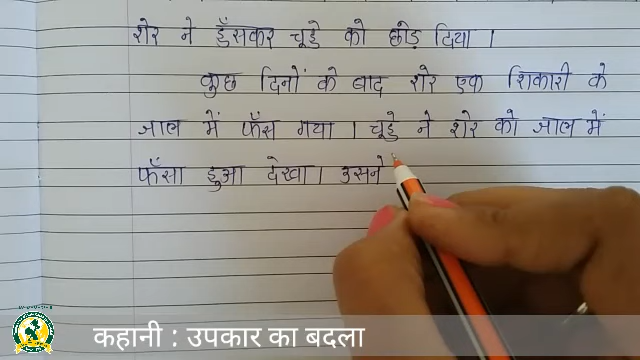 शेर ने हँसकर चूहे को छोड़ दिया ।
कुछ दिनों के बाद शेर एक शिकारी के
जाल में फँस गया । चूहे ने शेर को जाल में
फँसा हुआ देखा । उसने
कहानी : उपकार का बदला